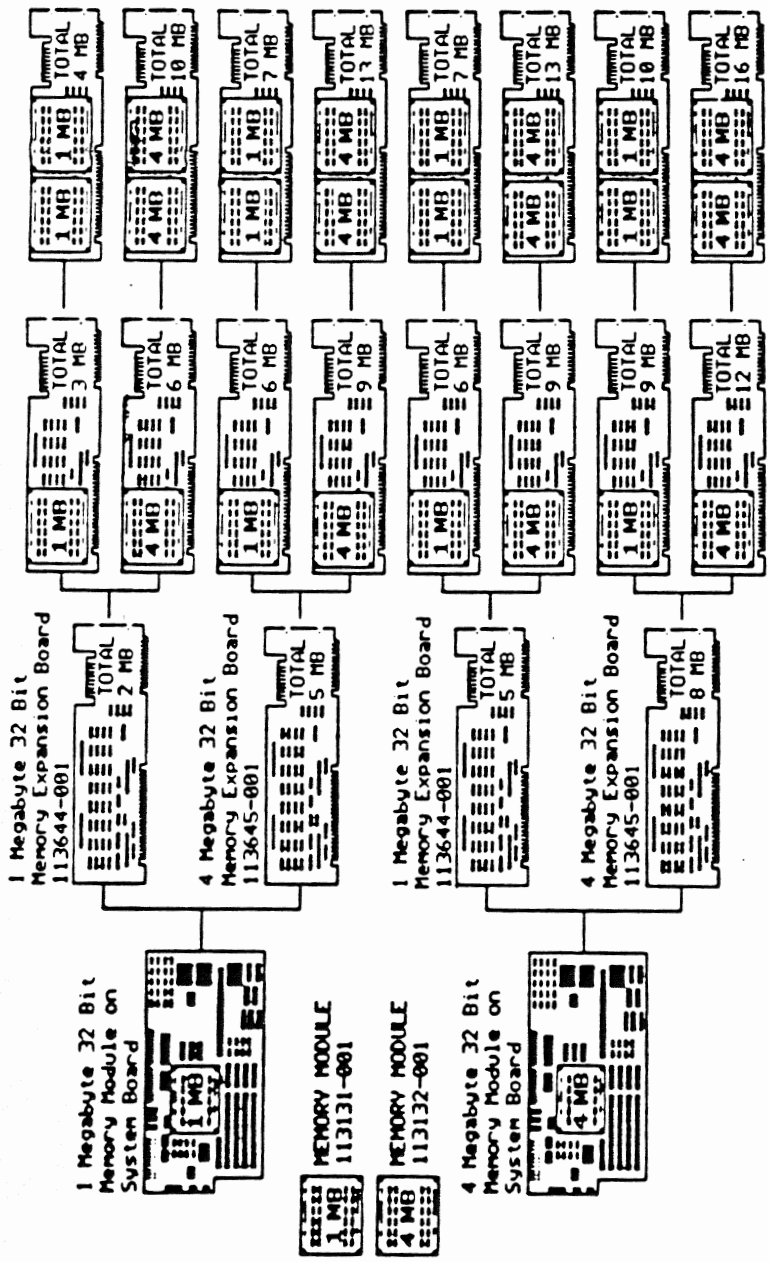 1 Megabyte 32 Bit
Memory Module on
System Board
1 MB
MEMORY MODULE
113131-001
1 MB
MEMORY MODULE
113132-001
4 MB
4 Megabyte 32 Bit
Memory Module on
System Board
4 MB
1 Megabyte 32 Bit
Memory Expansion Board
113644-001
TOTAL
2 MB
4 Megabyte 32 Bit
Memory Expansion Board
113645-001
TOTAL
5 MB
1 Megabyte 32 Bit
Memory Expansion Board
113644-001
TOTAL
5 MB
4 Megabyte 32 Bit
Memory Expansion Board
113645-001
TOTAL
8 MB
1 MB
TOTAL
3 MB
4 MB
TOTAL
6 MB
1 MB
TOTAL
6 MB
4 MB
TOTAL
9 MB
1 MB
TOTAL
6 MB
4 MB
TOTAL
9 MB
1 MB
TOTAL
9 MB
4 MB
TOTAL
12 MB
1 MB
1 MB
TOTAL
4 MB
4 MB
4 MB
TOTAL
10 MB
1 MB
1 MB
TOTAL
7 MB
4 MB
4 MB
TOTAL
13 MB
1 MB
1 MB
TOTAL
7 MB
4 MB
4 MB
TOTAL
13 MB
1 MB
1 MB
TOTAL
10 MB
4 MB
4 MB
TOTAL
16 MB